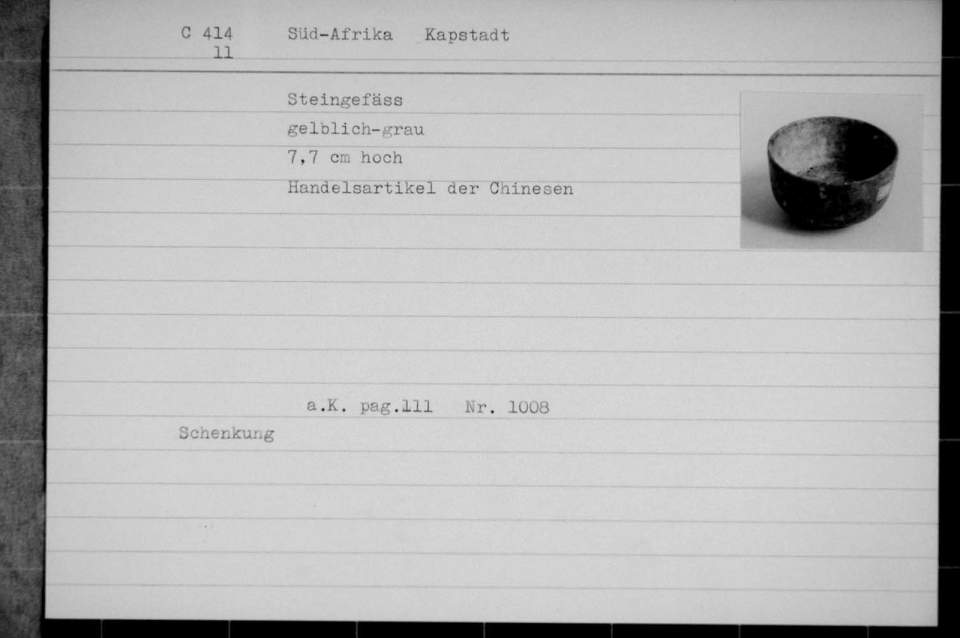 C 414 Süd-Afrika Kapstadt
11
Steingefäss
gelblich-grau
7,7 cm hoch
Handelsartikel der Chinesen
a.K. pag.111 Nr. 1008
Schenkung